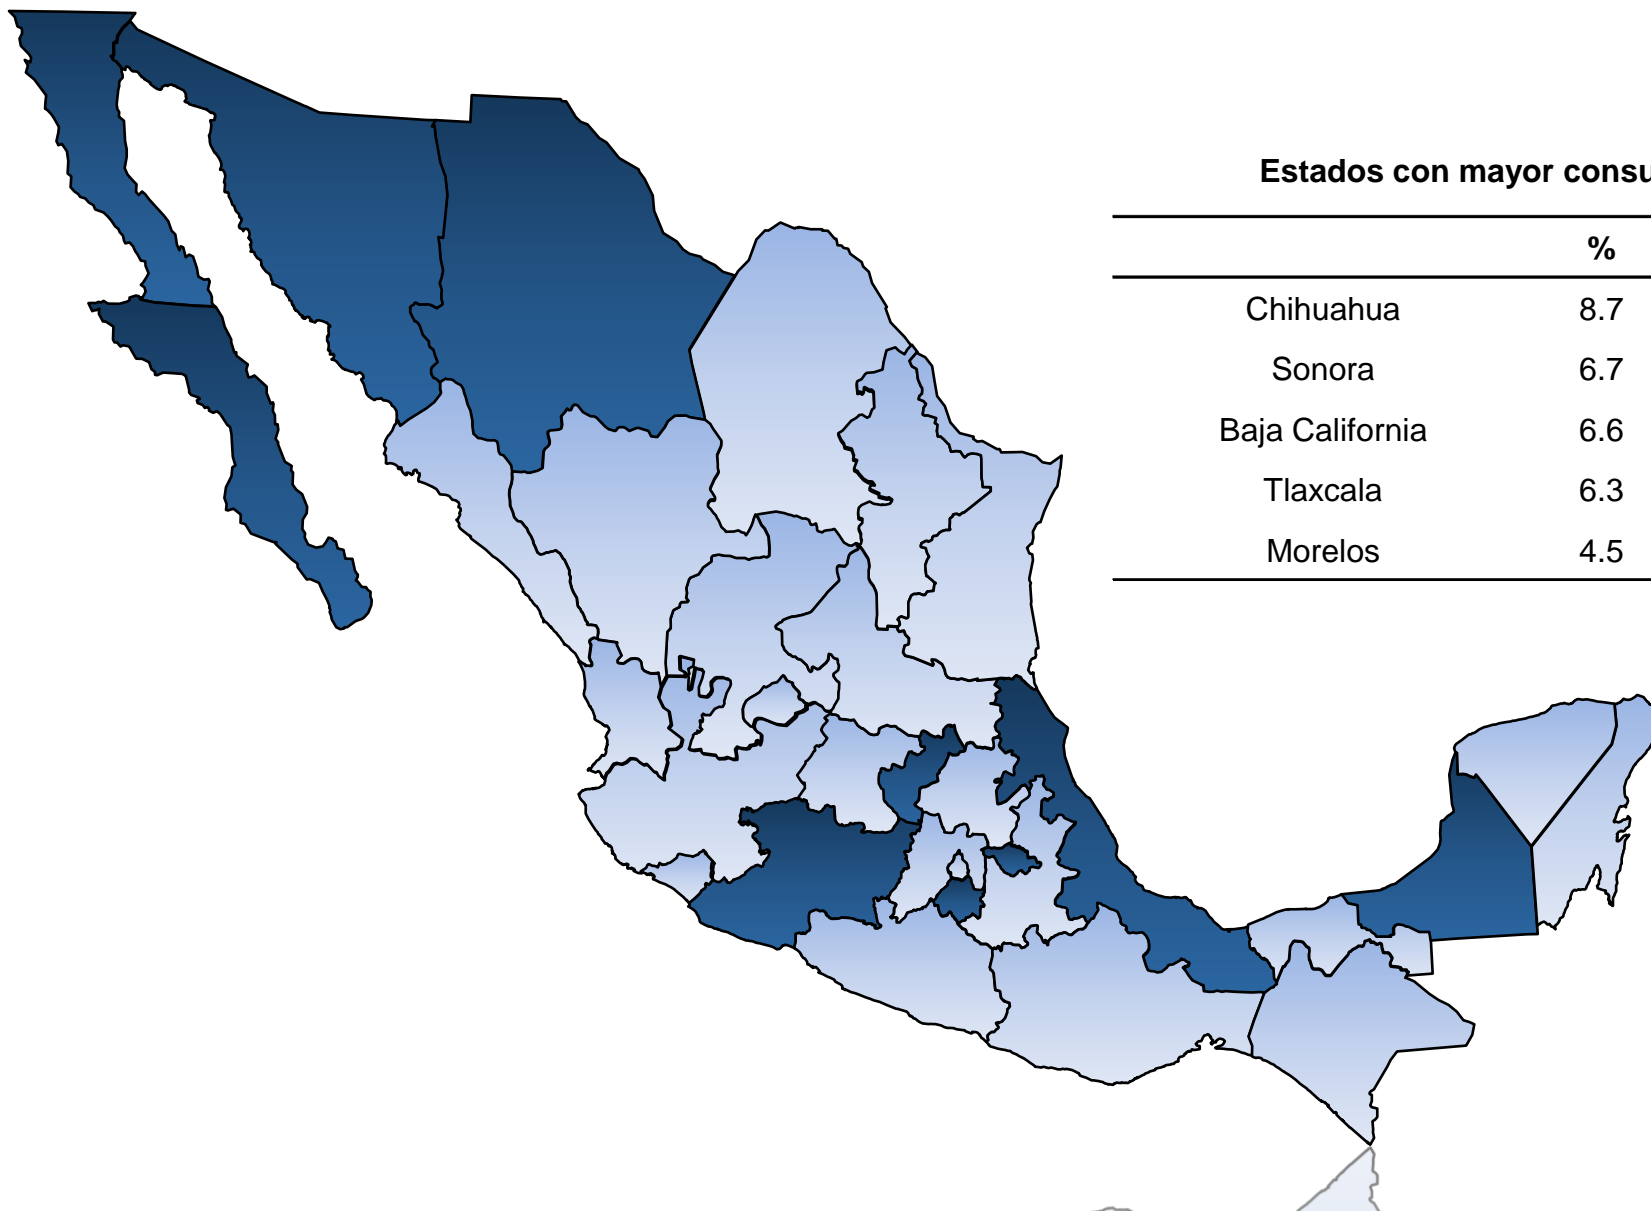 Estados con mayor
%
Chihuahua 8.7
Sonora 6.7
Baja California 6.6
Tlaxcala 6.3
Morelos 4.5